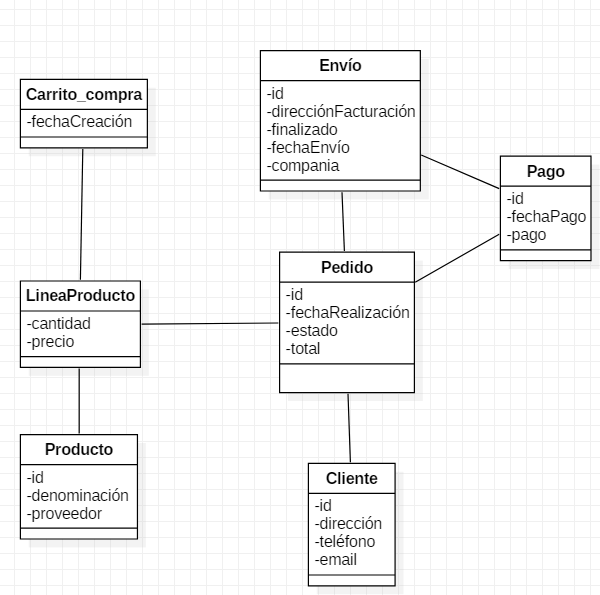 Carrito_compra
-fechaCreación
Envío
-id
-direcciónFacturación
-finalizado
-fechaEnvío
-compania
Pago
-id
-fechaPago
-pago
LineaProducto
-cantidad
-precio
Pedido
-id
-fechaRealización
-estado
-total
Producto
-id
-denominación
-proveedor
Cliente
-id
-dirección
-teléfono
-email